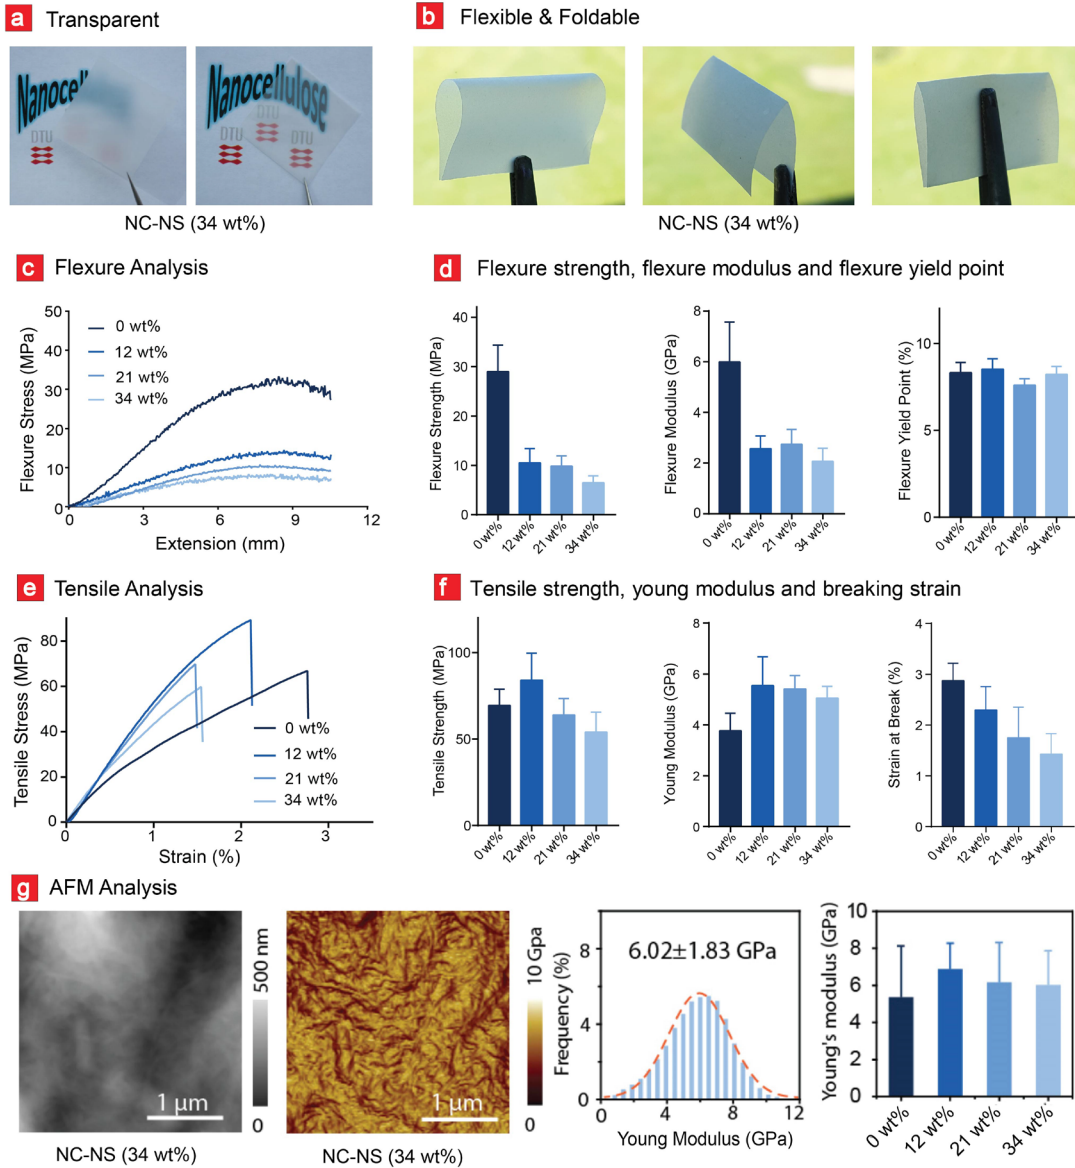 a Transparent
b Flexible & Foldable
Nanocel
DTU
Nanocellulose
DTU
DTU
DTU
NC-NS (34 wt%)
NC-NS (34 wt%)
c Flexure Analysis
Flexure Stress (MPa)
50
40
30
20
10
0
0 wt%
12 wt%
21 wt%
34 wt%
0 3 6 9 12
Extension (mm)
d Flexure strength, flexure modulus and flexure yield point
Flexure Strength (MPa)
40
30
20
10
0
0 wt% 12 wt% 21 wt% 34 wt%
Flexure Modulus (GPa)
8
6
4
2
0
0 wt% 12 wt% 21 wt% 34 wt%
Flexure Yield Point (%)
10
5
0
0 wt% 12 wt% 21 wt% 34 wt%
e Tensile Analysis
Tensile Stress (MPa)
80
60
40
20
0
0 wt%
12 wt%
21 wt%
34 wt%
0 1 2 3
Strain (%)
f Tensile strength, young modulus and breaking strain
Tensile Strength (MPa)
100
50
0
0 wt% 12 wt% 21 wt% 34 wt%
Young Modulus (GPa)
8
6
4
2
0
0 wt% 12 wt% 21 wt% 34 wt%
Strain at Break (%)
4
3
2
1
0
0 wt% 12 wt% 21 wt% 34 wt%
g AFM Analysis
1 µm
500 nm
0
NC-NS (34 wt%)
1 µm
10 Gpa
0
NC-NS (34 wt%)
Frequency (%)
8
4
0
6.02±1.83 GPa
0 4 8 12
Young Modulus (GPa)
Young's modulus (GPa)
10
8
6
4
2
0
0 wt% 12 wt% 21 wt% 34 wt%